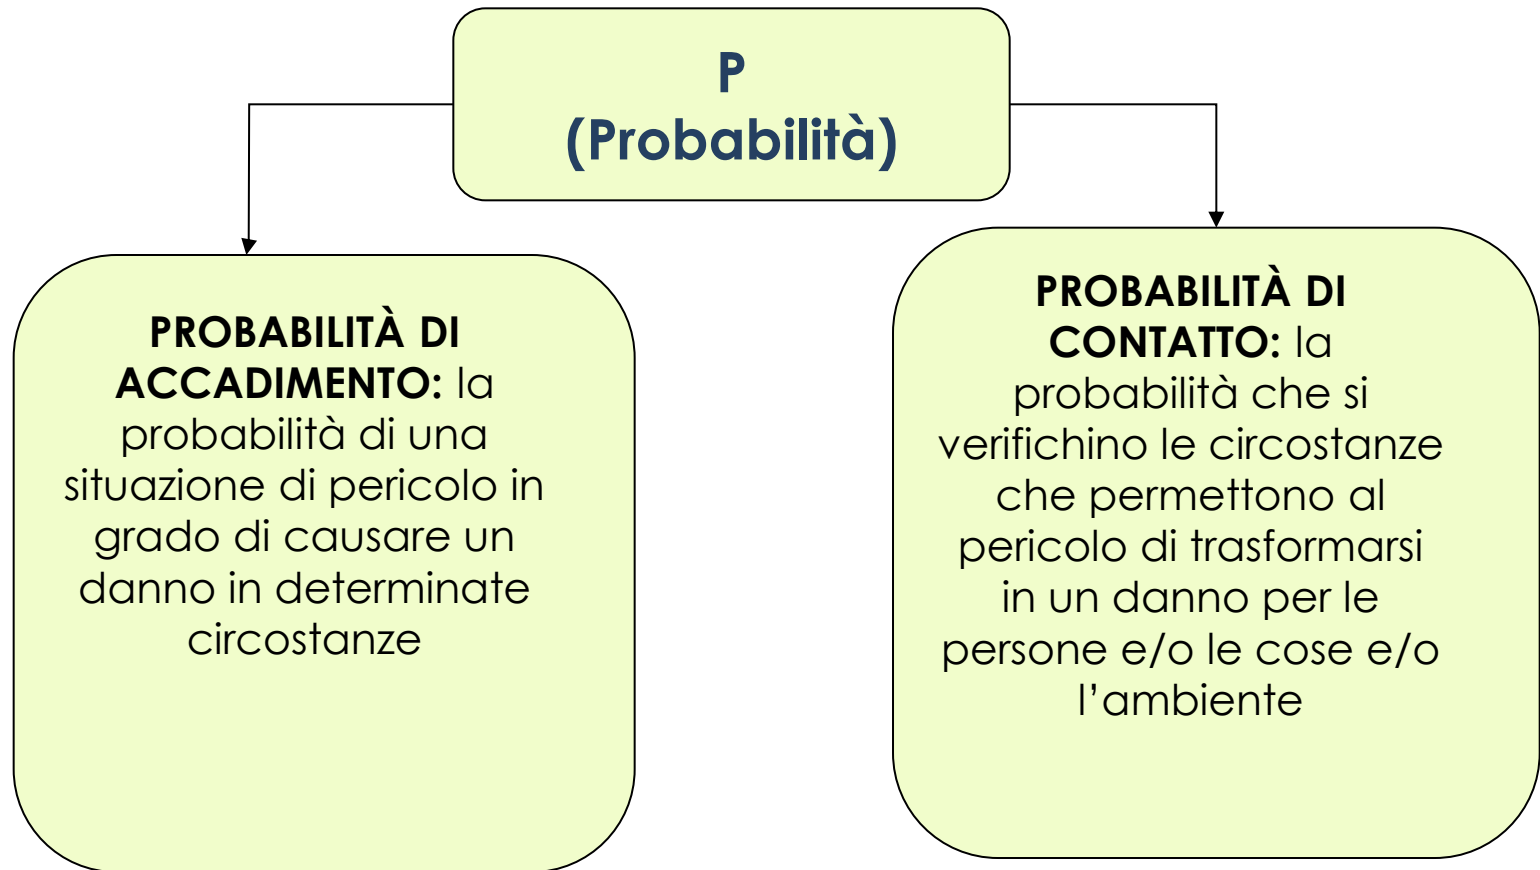 P
(Probabilità)
PROBABILITÀ DI
ACCADIMENTO: la
probabilità di una
situazione di pericolo in
grado di causare un
danno in determinate
circostanze
PROBABILITÀ DI
CONTATTO: la
probabilità che si
verifichino le circostanze
che permettono al
pericolo di trasformarsi
in un danno per le
persone e/o le cose e/o
l’ambiente